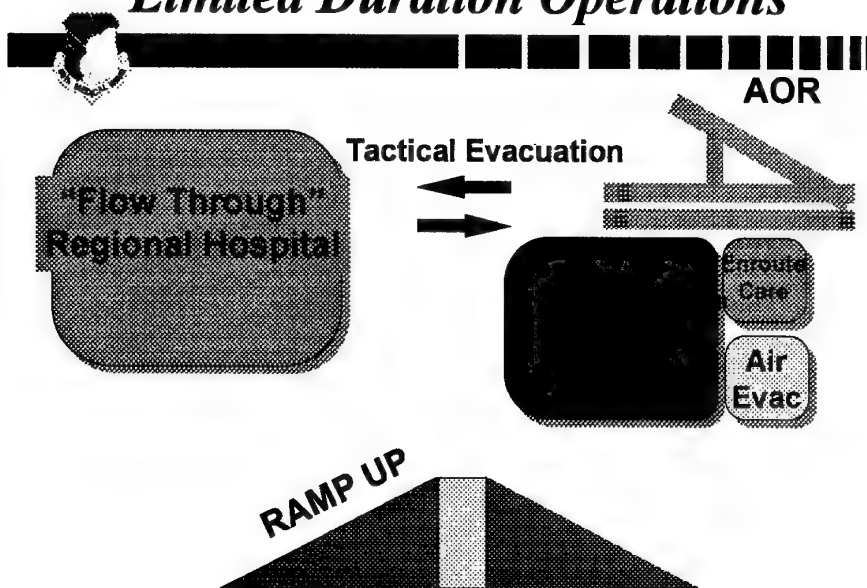 Limited Duration Operations
AOR
Tactical Evacuation
"Flow Through"
Regional Hospital
Enroute
Care
Air
Evac
RAMP UP